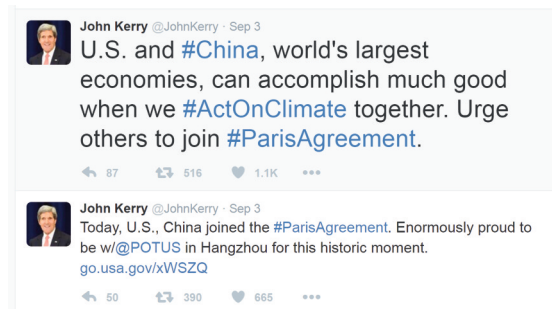 John Kerry @JohnKerry · Sep 3
U.S. and #China, world's largest
economies, can accomplish much good
when we #ActOnClimate together. Urge
others to join #ParisAgreement.
87 516 1.1K
John Kerry @JohnKerry · Sep 3
Today, U.S., China joined the #ParisAgreement. Enormously proud to
be w/@POTUS in Hangzhou for this historic moment.
go.usa.gov/xWSZQ
50 390 665